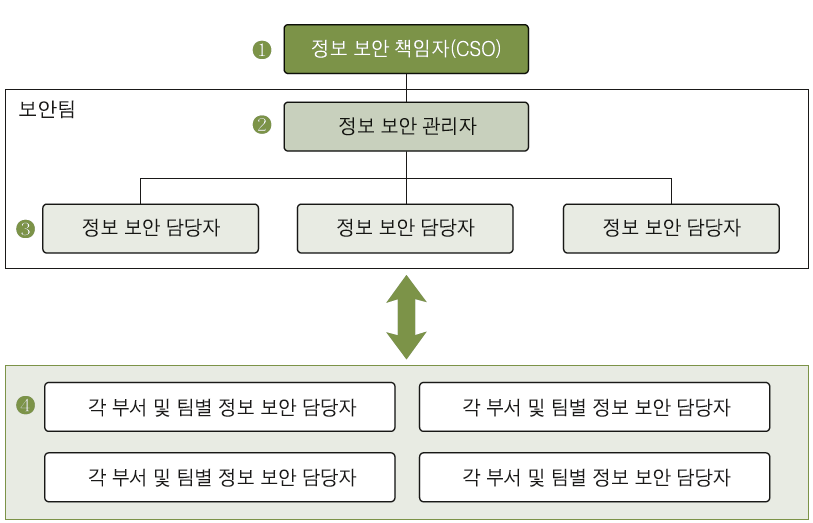 ❶ 정보 보안 책임자(CSO)
보안팀
❷ 정보 보안 관리자
❸ 정보 보안 담당자 정보 보안 담당자 정보 보안 담당자
❹ 각 부서 및 팀별 정보 보안 담당자 각 부서 및 팀별 정보 보안 담당자
각 부서 및 팀별 정보 보안 담당자 각 부서 및 팀별 정보 보안 담당자